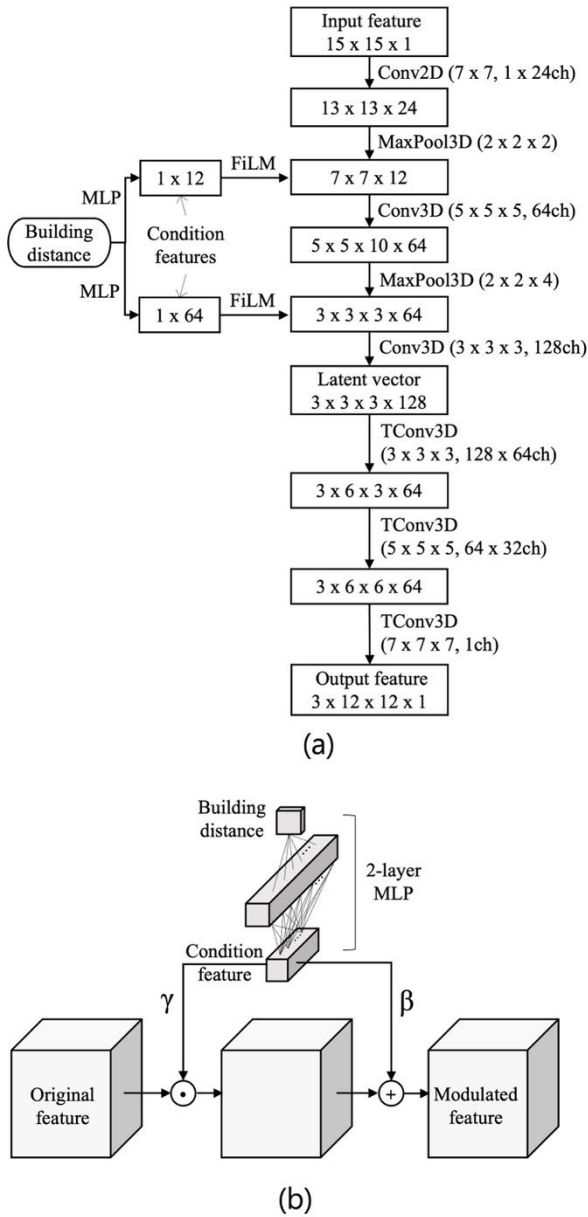 Input feature
15 x 15 x 1
Conv2D (7 x 7, 1 x 24ch)
13 x 13 x 24
MaxPool3D (2 x 2 x 2)
1 x 12
FiLM
7 x 7 x 12
MLP
Conv3D (5 x 5 x 5, 64ch)
Building
distance
Condition
features
5 x 5 x 10 x 64
MLP
MaxPool3D (2 x 2 x 4)
1 x 64
FiLM
3 x 3 x 3 x 64
Conv3D (3 x 3 x 3, 128ch)
Latent vector
3 x 3 x 3 x 128
TConv3D
(3 x 3 x 3, 128 x 64ch)
3 x 6 x 3 x 64
TConv3D
(5 x 5 x 5, 64 x 32ch)
3 x 6 x 6 x 64
TConv3D
(7 x 7 x 7, 1ch)
Output feature
3 x 12 x 12 x 1
(a)
Building
distance
2-layer
MLP
Condition
feature
γ
β
Original
feature
Modulated
feature
(b)